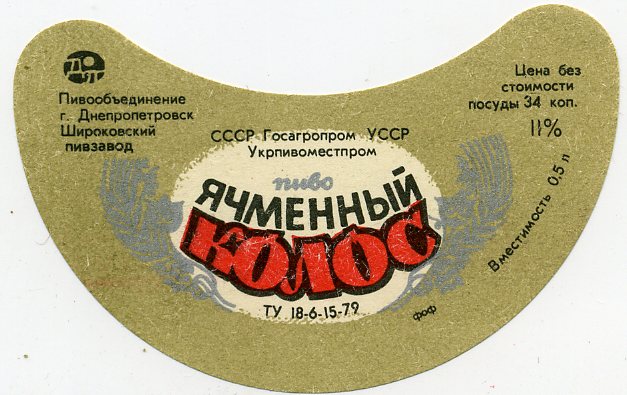 ДП
Пивообъединение
г. Днепропетровск
Широковский
пивзавод
Цена без
стоимости
посуды 34 коп.
11%
СССР Госагропром УССР
Укрпивоместпром
пиво
ЯЧМЕННЫЙ
КОЛОС
ТУ 18-6-15-79
Вместимость 0,5 л
фоф